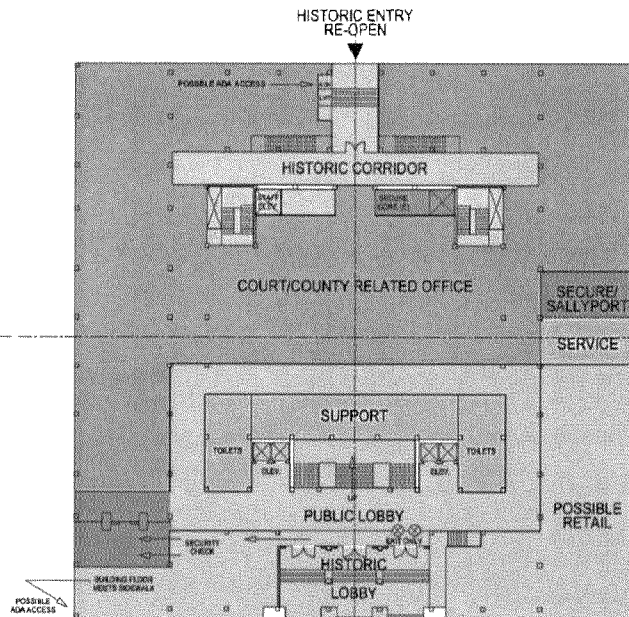 HISTORIC ENTRY
RE-OPEN
POSSIBLE ADA ACCESS
HISTORIC CORRIDOR
STAFF
ELEV.
SECURE
CORE (E)
COURT/COUNTY RELATED OFFICE
SECURE/
SALLYPORT
SERVICE
SUPPORT
TOILETS
ELEV.
ELEV.
TOILETS
UP
PUBLIC LOBBY
POSSIBLE
RETAIL
SECURITY
CHECK
EXIT ONLY
HISTORIC
LOBBY
BUILDING FLOOR
MEETS SIDEWALK
POSSIBLE
ADA ACCESS